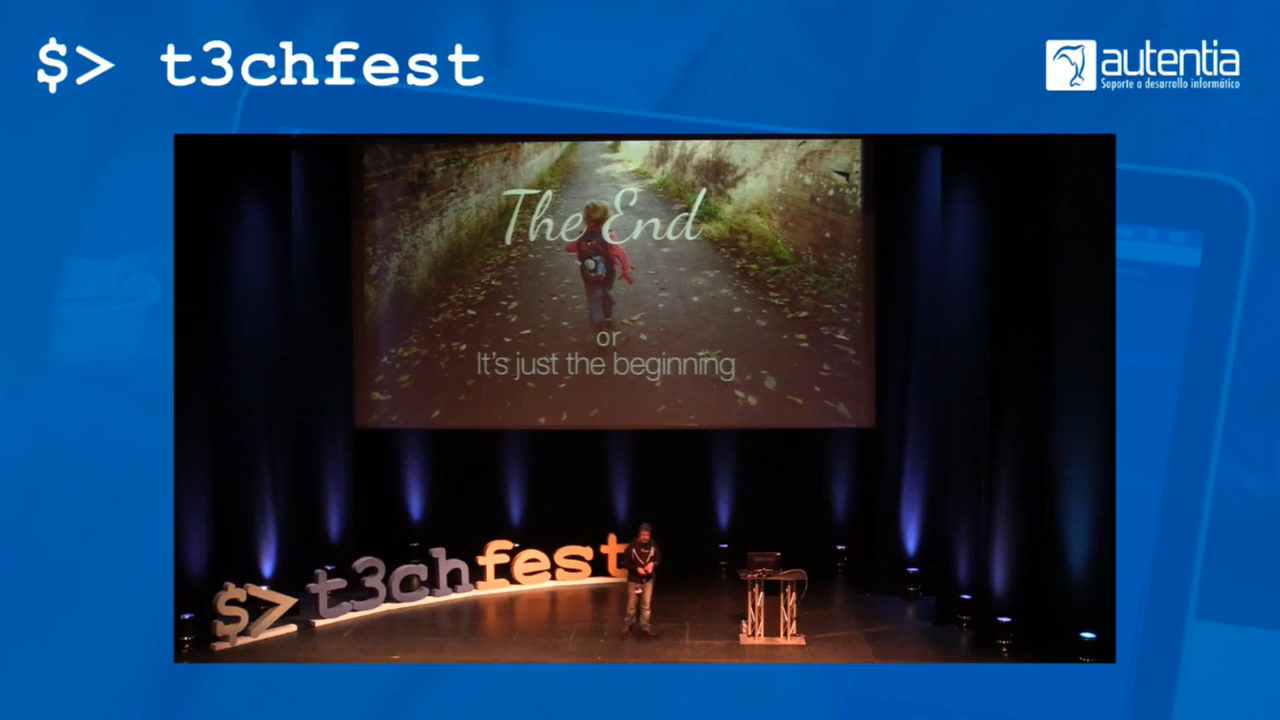 $> t3chfest
autentia
Soporte a desarrollo informático
The End
or
It's just the beginning
$> t3chfest